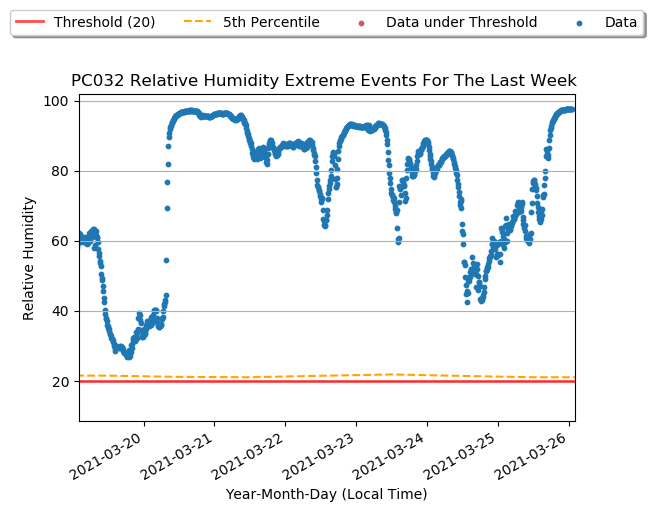 Threshold (20) 5th Percentile Data under Threshold Data
PC032 Relative Humidity Extreme Events For The Last Week
100
80
60
40
20
Relative Humidity
2021-03-20 2021-03-21 2021-03-22 2021-03-23 2021-03-24 2021-03-25 2021-03-26
Year-Month-Day (Local Time)